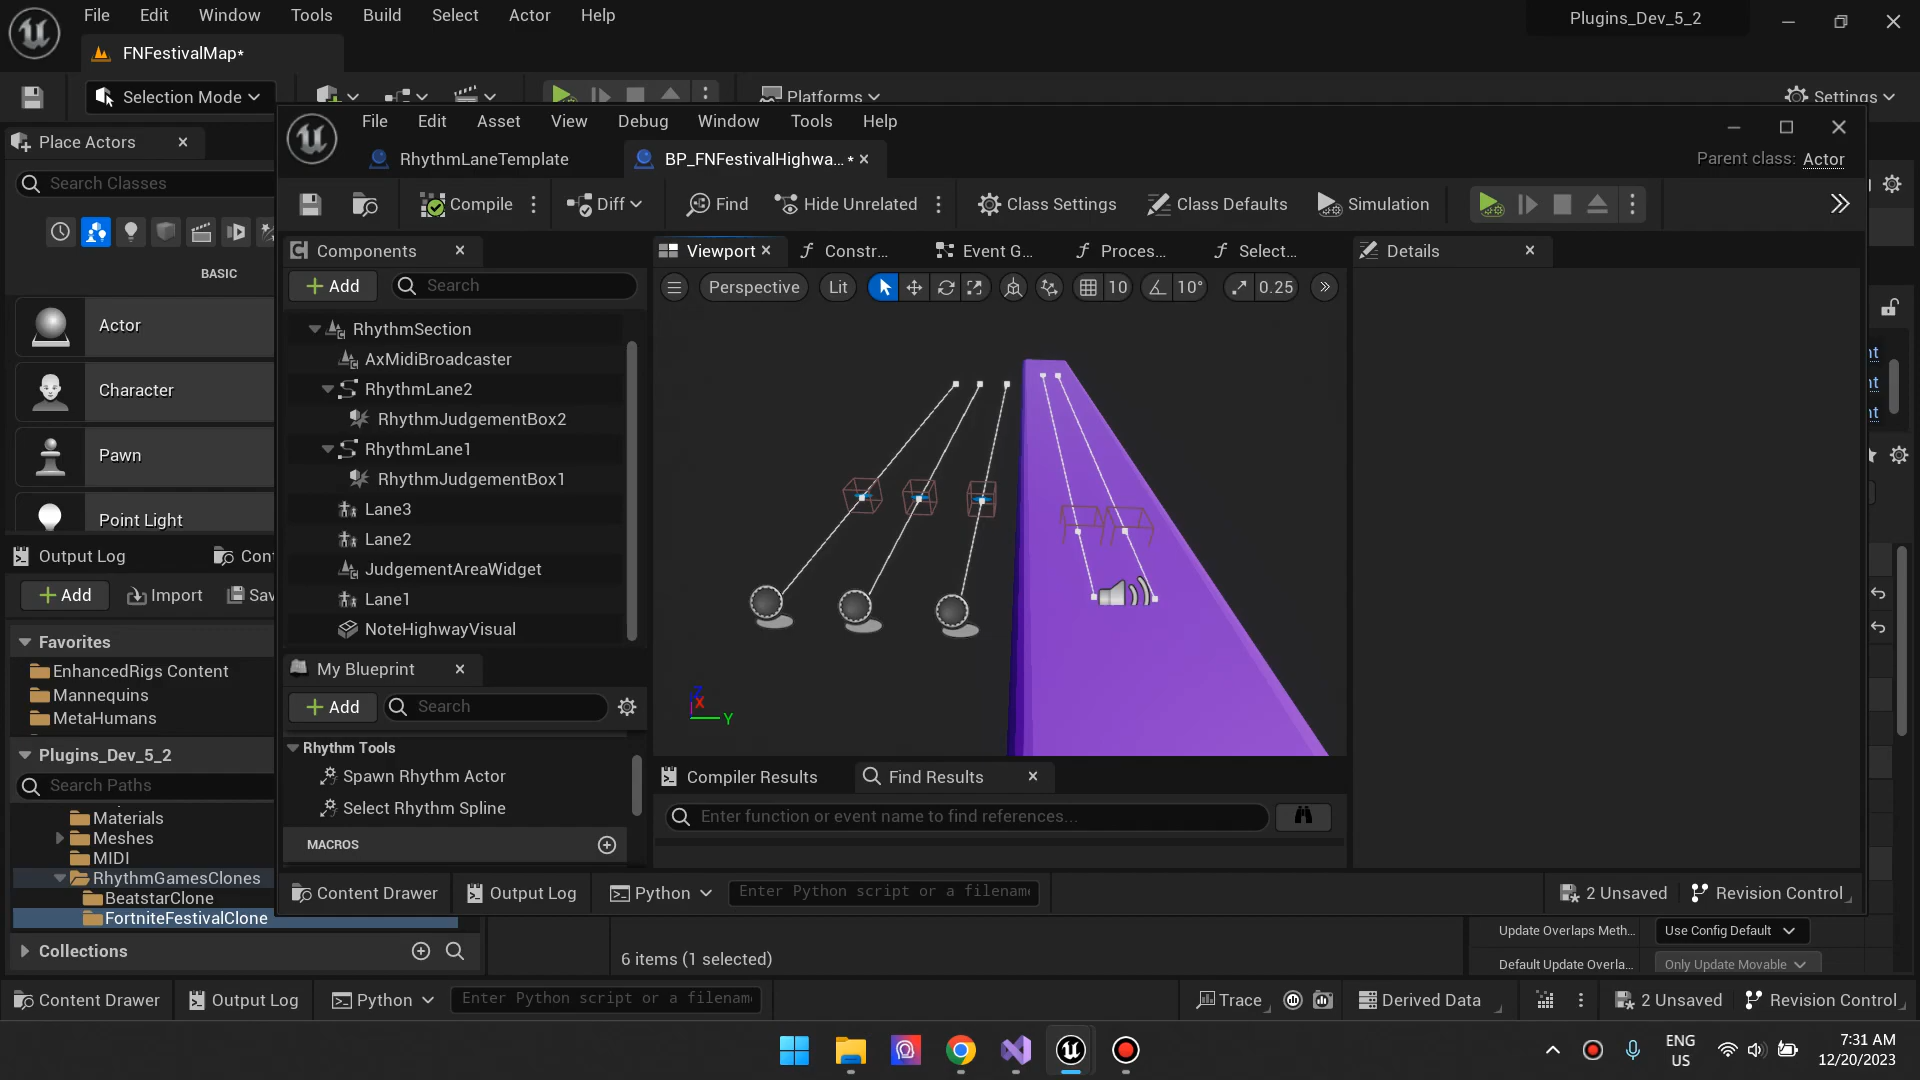 File Edit Window Tools Build Select Actor Help
Plugins_Dev_5_2
FNFestivalMap*
Selection Mode
Platforms
Settings
Place Actors
Search Classes
BASIC
Actor
Character
Pawn
Point Light
Output Log
Add
Import
Favorites
EnhancedRigs Content
Mannequins
MetaHumans
Plugins_Dev_5_2
Search Paths
Materials
Meshes
MIDI
RhythmGamesClones
BeatstarClone
FortniteFestivalClone
Collections
File Edit Asset View Debug Window Tools Help
RhythmLaneTemplate
BP_FNFestivalHighwa... *
Parent class: Actor
Compile
Diff
Find
Hide Unrelated
Class Settings
Class Defaults
Simulation
Components
Add
Search
RhythmSection
AxMidiBroadcaster
RhythmLane2
RhythmJudgementBox2
RhythmLane1
RhythmJudgementBox1
Lane3
Lane2
JudgementAreaWidget
Lane1
NoteHighwayVisual
My Blueprint
Add
Search
Rhythm Tools
Spawn Rhythm Actor
Select Rhythm Spline
MACROS
Viewport
Constr...
Event G...
Proces...
Select...
Perspective
Lit
10
10°
0.25
Z
X
Y
Compiler Results
Find Results
Enter function or event name to find references...
Details
Content Drawer
Output Log
Python
Enter Python script or a filename
2 Unsaved
Revision Control
6 items (1 selected)
Update Overlaps Meth...
Use Config Default
Default Update Overla...
Only Update Movable
Content Drawer
Output Log
Python
Enter Python script or a filename
Trace
Derived Data
2 Unsaved
Revision Control
ENG
US
7:31 AM
12/20/2023